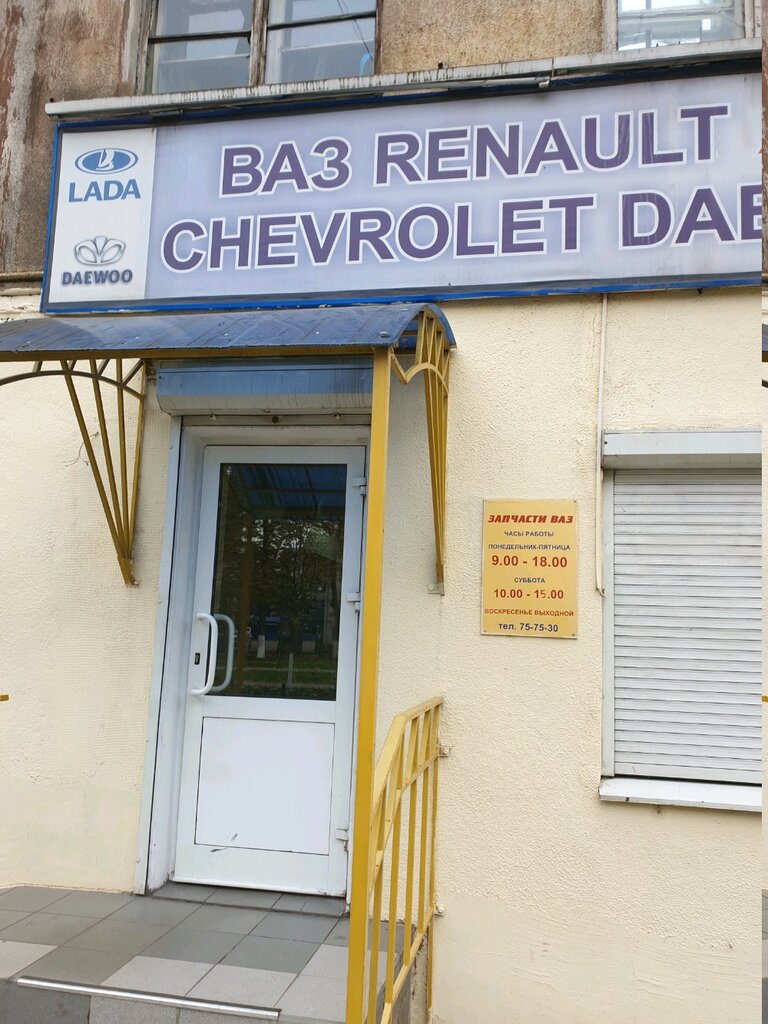 ВАЗ RENAULT
LADA
CHEVROLET DAE
DAEWOO
ЗАПЧАСТИ ВАЗ
ЧАСЫ РАБОТЫ
ПОНЕДЕЛЬНИК-ПЯТНИЦА
9.00 - 18.00
СУББОТА
10.00 - 15.00
ВОСКРЕСЕНЬЕ ВЫХОДНОЙ
тел. 75-75-30